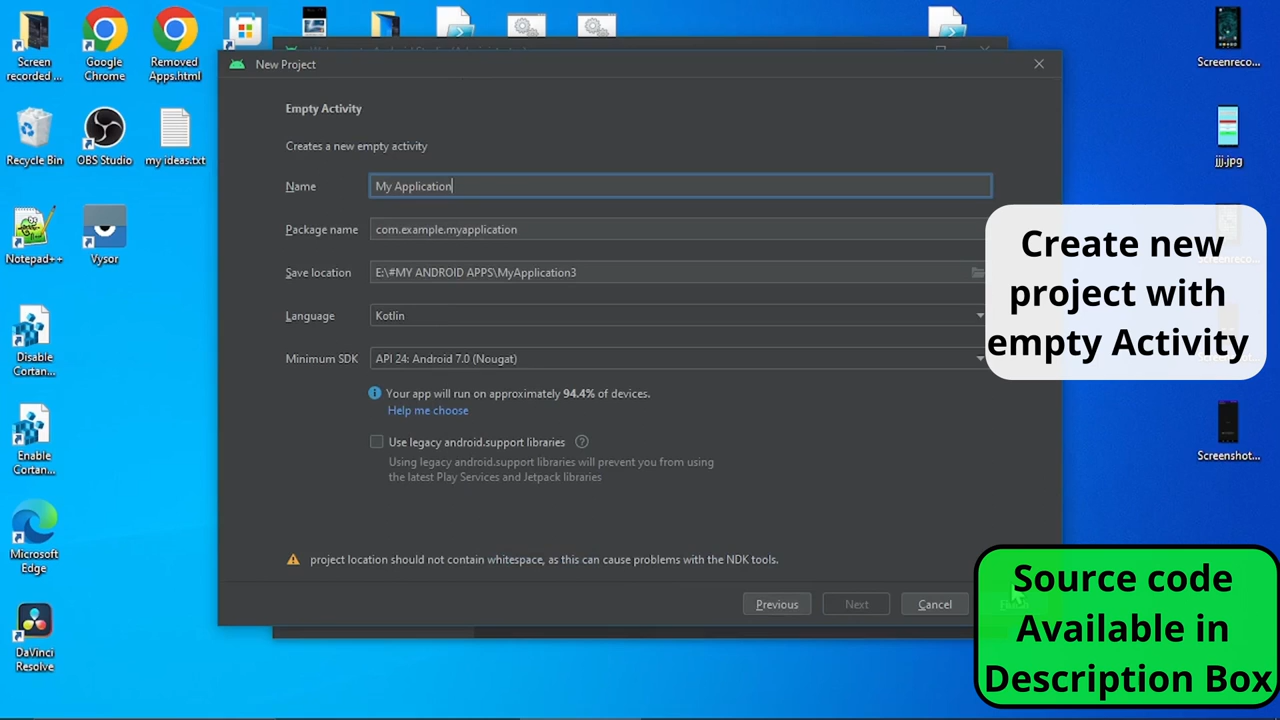 Screen
recorded ...
Google
Chrome
Removed
Apps.html
Recycle Bin
OBS Studio
my ideas.txt
Notepad++
Vysor
Disable
Cortan...
Enable
Cortan...
Microsoft
Edge
DaVinci
Resolve
New Project
Empty Activity
Creates a new empty activity
Name
My Application
Package name
com.example.myapplication
Save location
E:\#MY ANDROID APPS\MyApplication3
Language
Kotlin
Minimum SDK
API 24: Android 7.0 (Nougat)
Your app will run on approximately 94.4% of devices.
Help me choose
Use legacy android.support libraries
Using legacy android.support libraries will prevent you from using
the latest Play Services and Jetpack libraries
project location should not contain whitespace, as this can cause problems with the NDK tools.
Previous
Next
Cancel
Finish
Screenreco...
jjj.jpg
Create new
project with
empty Activity
Screenshot...
Source code
Available in
Description Box